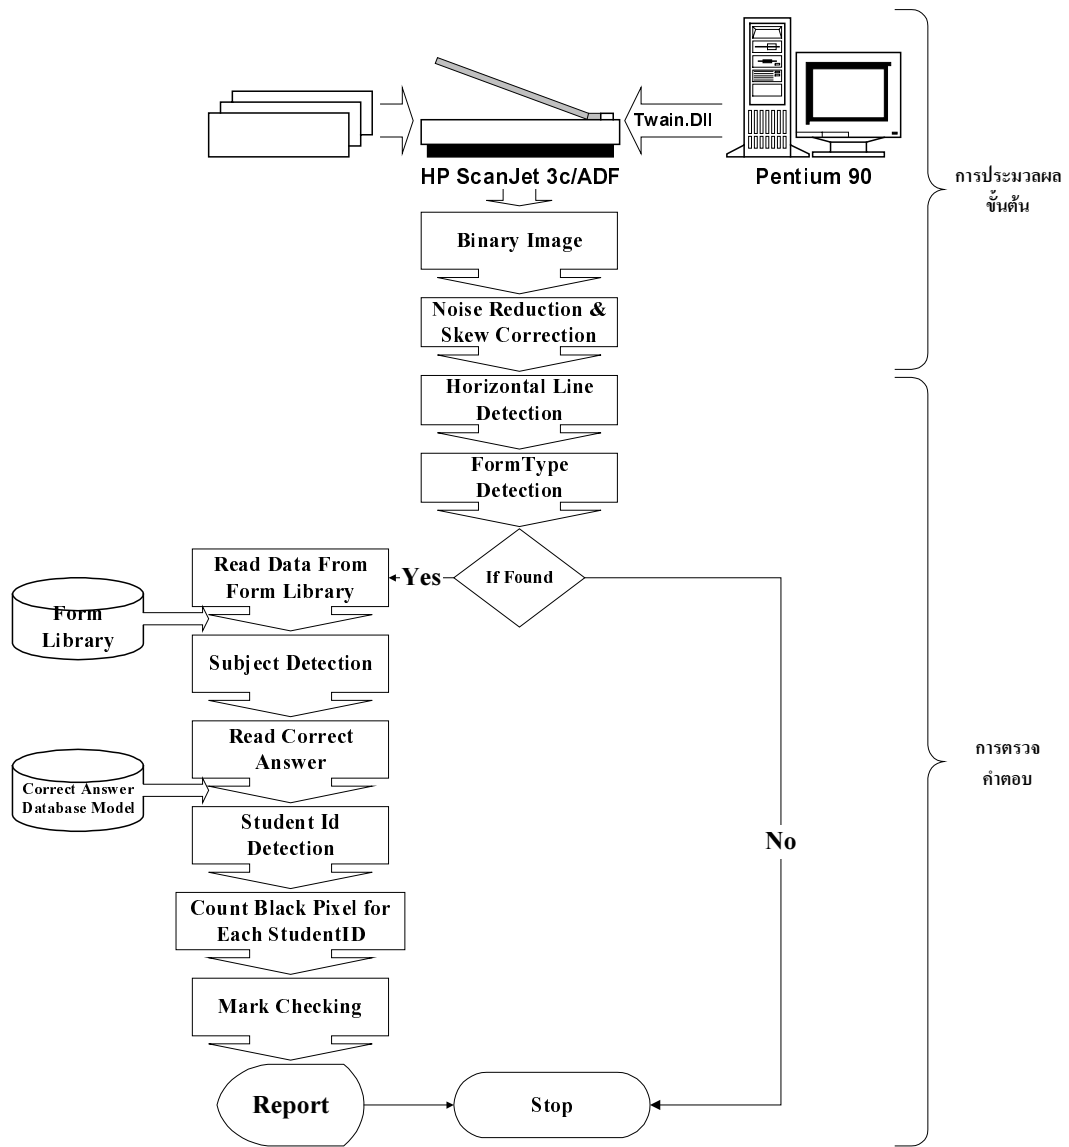 Twain.Dll
HP ScanJet 3c/ADF
Pentium 90
การประมวลผล
ขั้นต้น
Binary Image
Noise Reduction &
Skew Correction
Horizontal Line
Detection
FormType
Detection
If Found
Yes
Read Data From
Form Library
Form
Library
Subject Detection
Read Correct
Answer
Correct Answer
Database Model
การตรวจ
คำตอบ
Student Id
Detection
No
Count Black Pixel for
Each StudentID
Mark Checking
Report
Stop